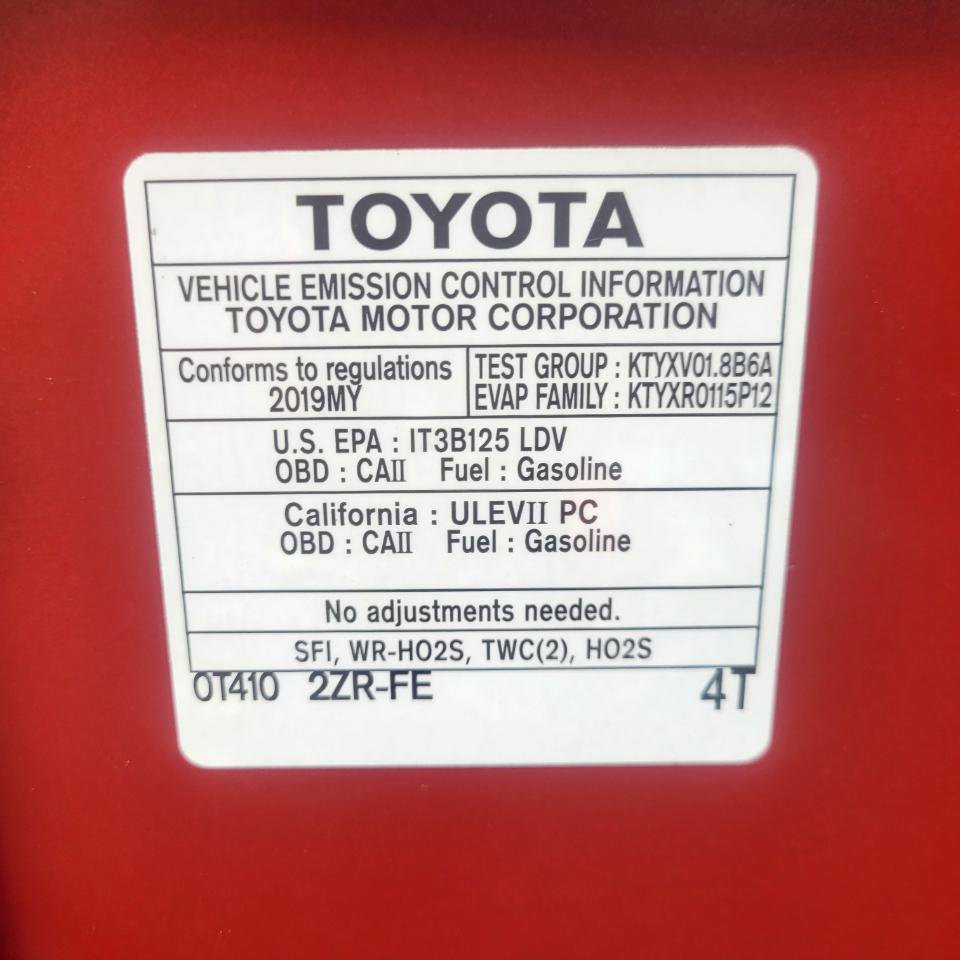 TOYOTA
VEHICLE EMISSION CONTROL INFORMATION
TOYOTA MOTOR CORPORATION
Conforms to regulations
2019MY
TEST GROUP : KTYXV01.8B6A
EVAP FAMILY : KTYXR0115P12
U.S. EPA : IT3B125 LDV
OBD : CAII Fuel : Gasoline
California : ULEVII PC
OBD : CAII Fuel : Gasoline
No adjustments needed.
SFI, WR-HO2S, TWC(2), HO2S
0T410 2ZR-FE 4T